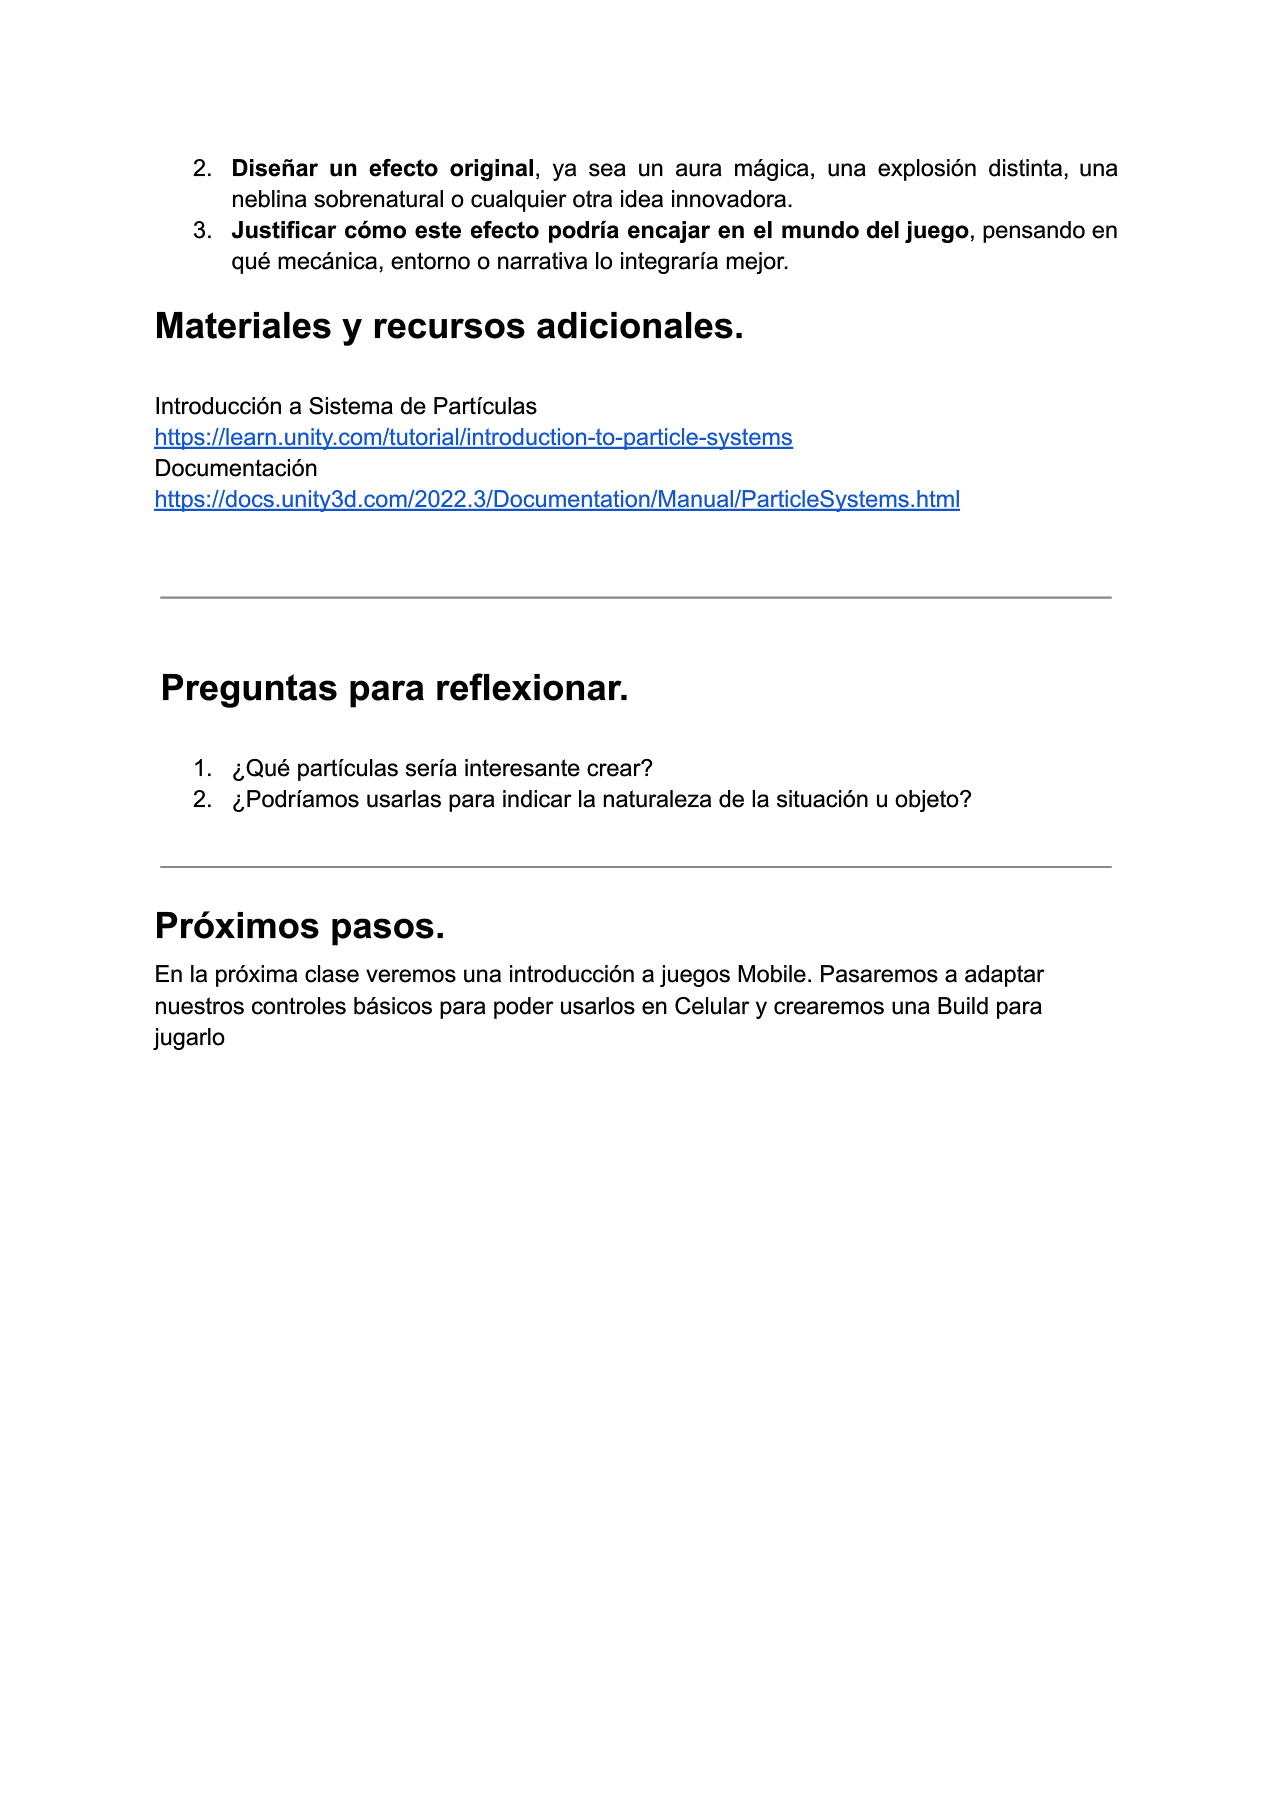 2. Diseñar un efecto original, ya sea un aura mágica, una explosión distinta, una
neblina sobrenatural o cualquier otra idea innovadora.
3. Justificar cómo este efecto podría encajar en el mundo del juego, pensando en
qué mecánica, entorno o narrativa lo integraría mejor.
Materiales y recursos adicionales.
Introducción a Sistema de Partículas
https://learn.unity.com/tutorial/introduction-to-particle-systems
Documentación
https://docs.unity3d.com/2022.3/Documentation/Manual/ParticleSystems.html
Preguntas para reflexionar.
1. ¿Qué partículas sería interesante crear?
2. ¿Podríamos usarlas para indicar la naturaleza de la situación u objeto?
Próximos pasos.
En la próxima clase veremos una introducción a juegos Mobile. Pasaremos a adaptar
nuestros controles básicos para poder usarlos en Celular y crearemos una Build para
jugarlo